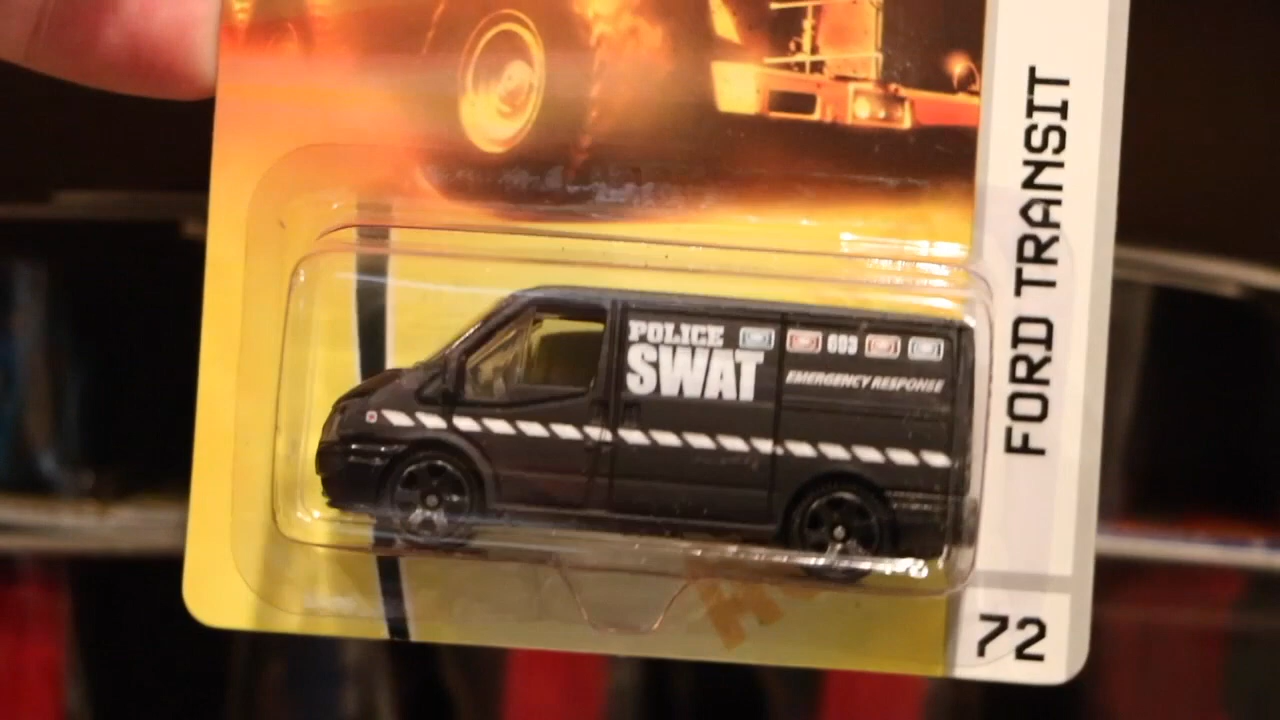 POLICE
SWAT
003
EMERGENCY RESPONSE
FORD TRANSIT
72